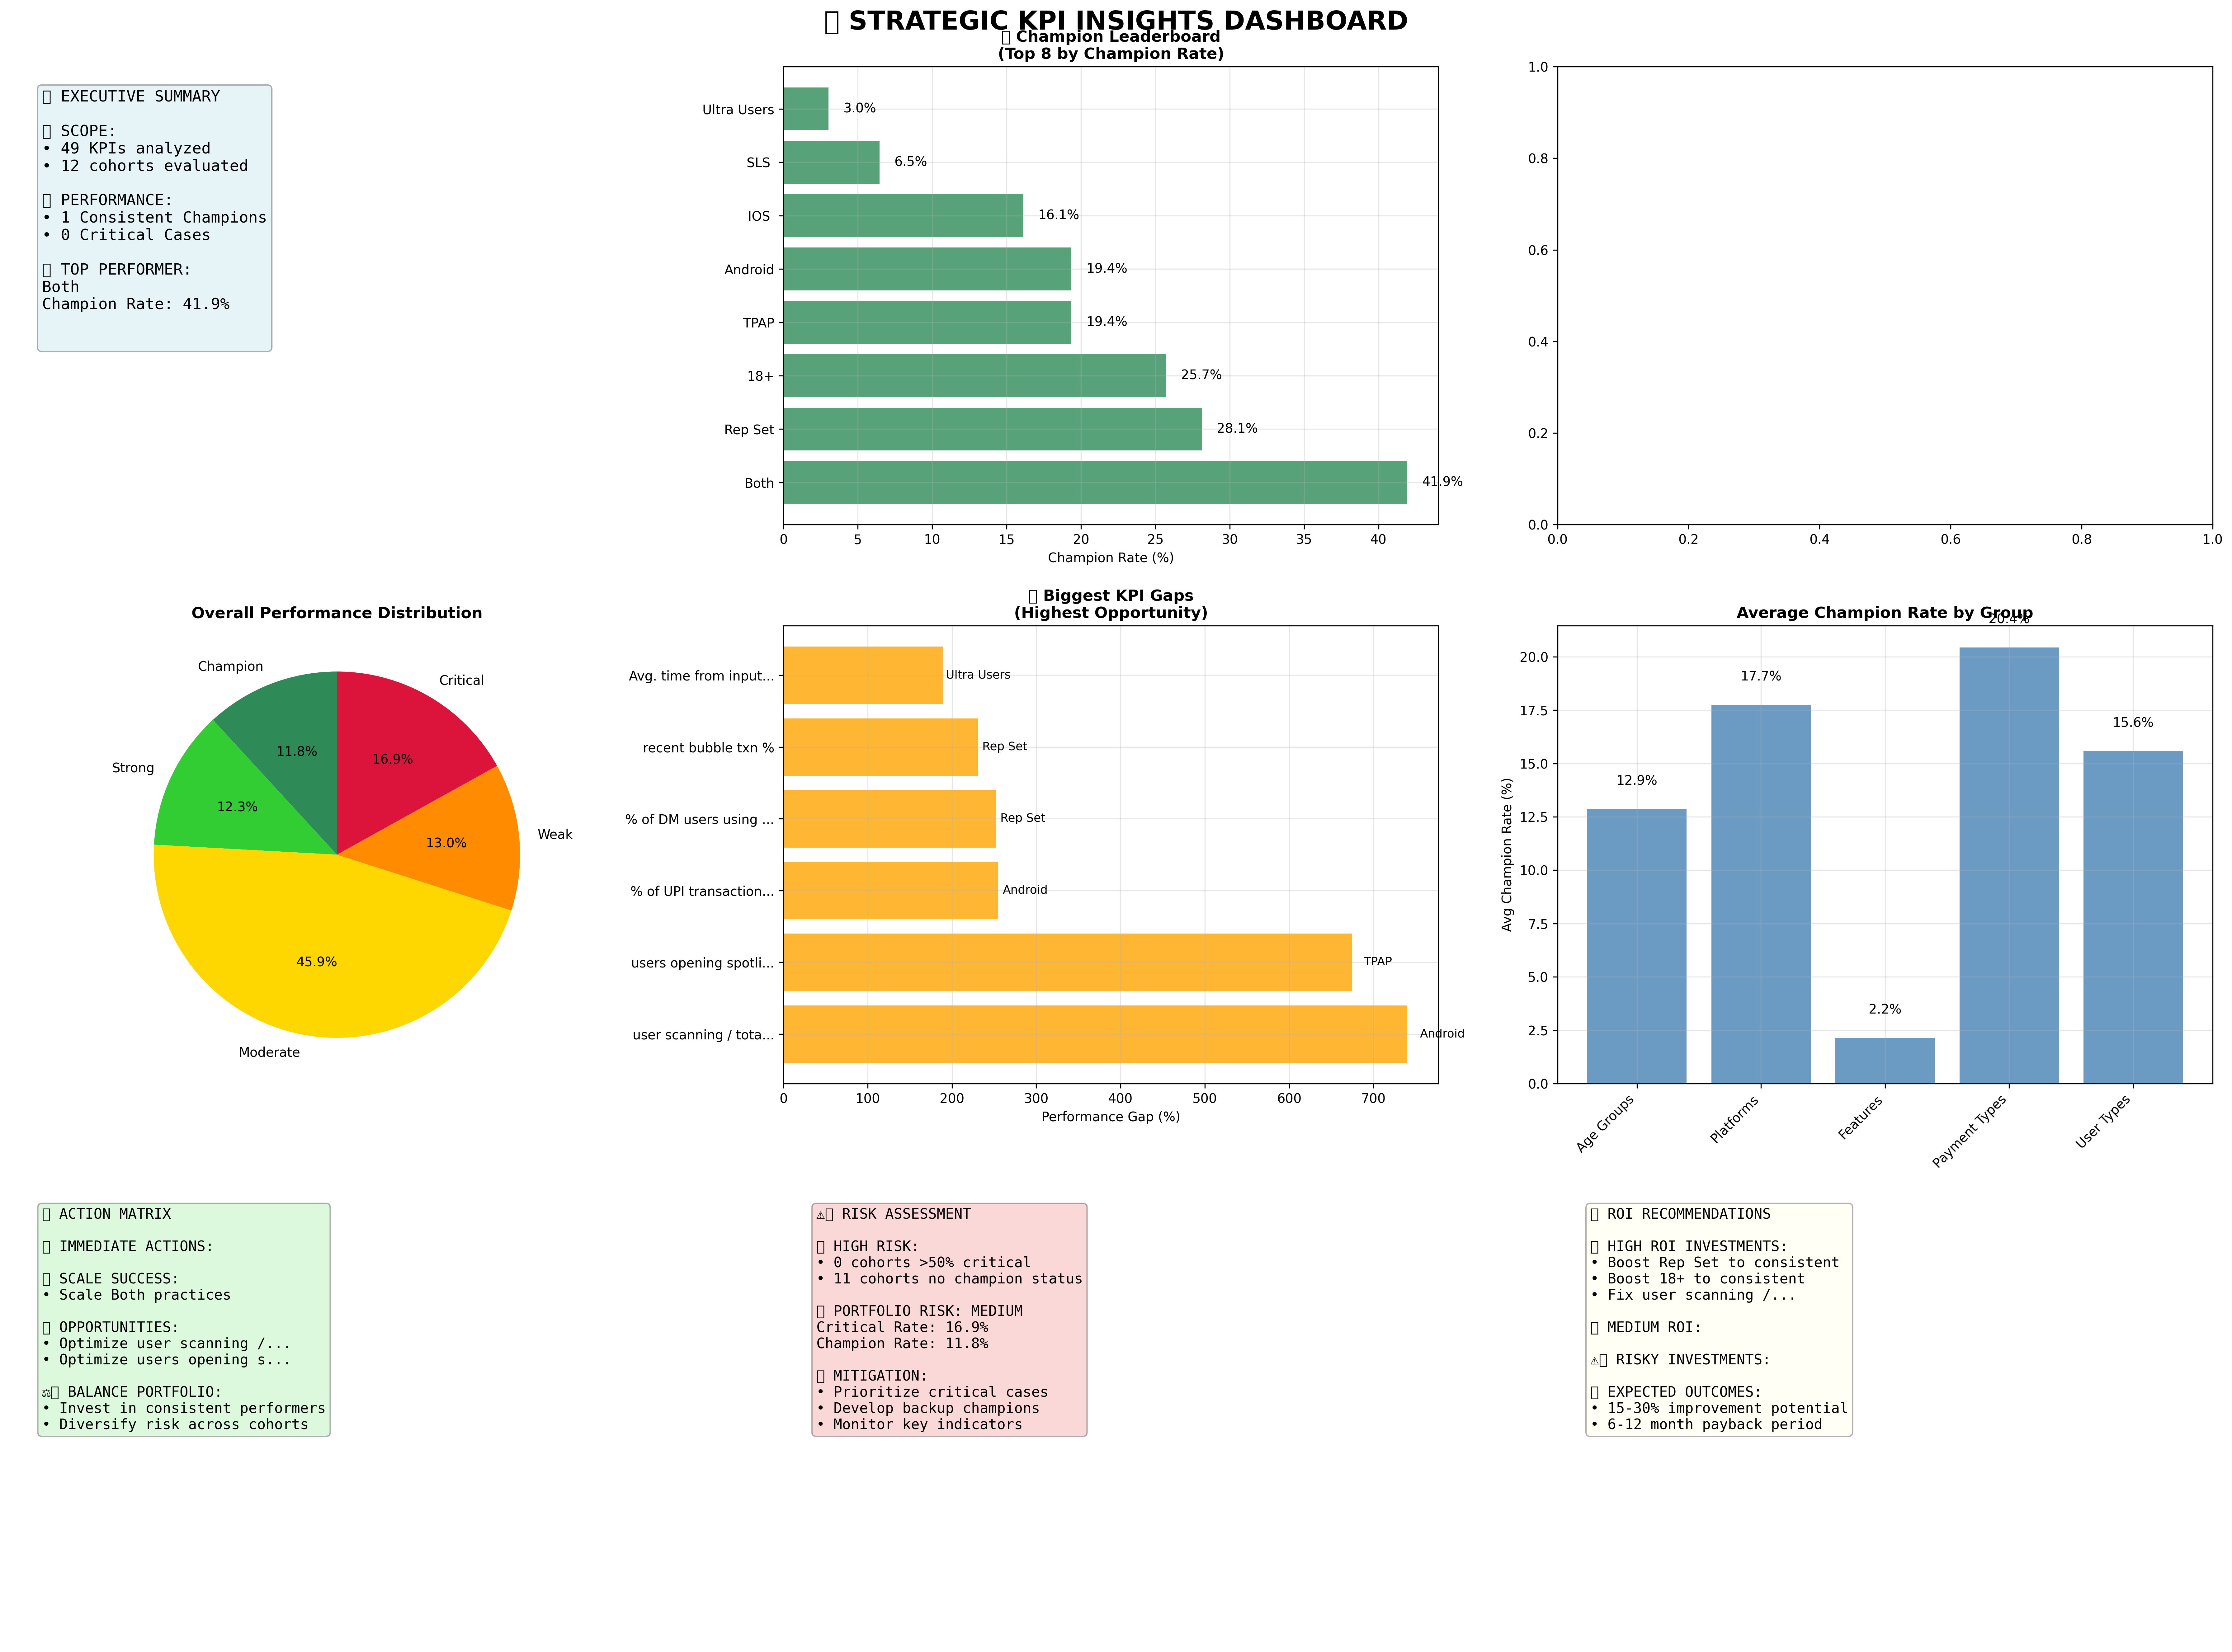 STRATEGIC KPI INSIGHTS DASHBOARD
EXECUTIVE SUMMARY
SCOPE:
• 49 KPIs analyzed
• 12 cohorts evaluated
PERFORMANCE:
• 1 Consistent Champions
• 0 Critical Cases
TOP PERFORMER:
Both
Champion Rate: 41.9%
Champion Leaderboard
(Top 8 by Champion Rate)
Ultra Users 3.0%
SLS 6.5%
IOS 16.1%
Android 19.4%
TPAP 19.4%
18+ 25.7%
Rep Set 28.1%
Both 41.9%
0 5 10 15 20 25 30 35 40
Champion Rate (%)
1.0
0.8
0.6
0.4
0.2
0.0
0.0 0.2 0.4 0.6 0.8 1.0
Overall Performance Distribution
Champion
11.8%
Critical
16.9%
Strong
12.3%
Weak
13.0%
45.9%
Moderate
Biggest KPI Gaps
(Highest Opportunity)
Avg. time from input... Ultra Users
recent bubble txn % Rep Set
% of DM users using ... Rep Set
% of UPI transaction... Android
users opening spotli... TPAP
user scanning / tota... Android
0 100 200 300 400 500 600 700
Performance Gap (%)
Average Champion Rate by Group
20.4%
17.7%
15.6%
12.9%
2.2%
20.0
17.5
15.0
12.5
10.0
7.5
5.0
2.5
0.0
Avg Champion Rate (%)
Age Groups
Platforms
Features
Payment Types
User Types
ACTION MATRIX
IMMEDIATE ACTIONS:
SCALE SUCCESS:
• Scale Both practices
OPPORTUNITIES:
• Optimize user scanning /...
• Optimize users opening s...
⚖ BALANCE PORTFOLIO:
• Invest in consistent performers
• Diversify risk across cohorts
⚠ RISK ASSESSMENT
HIGH RISK:
• 0 cohorts >50% critical
• 11 cohorts no champion status
PORTFOLIO RISK: MEDIUM
Critical Rate: 16.9%
Champion Rate: 11.8%
MITIGATION:
• Prioritize critical cases
• Develop backup champions
• Monitor key indicators
ROI RECOMMENDATIONS
HIGH ROI INVESTMENTS:
• Boost Rep Set to consistent
• Boost 18+ to consistent
• Fix user scanning /...
MEDIUM ROI:
⚠ RISKY INVESTMENTS:
EXPECTED OUTCOMES:
• 15-30% improvement potential
• 6-12 month payback period